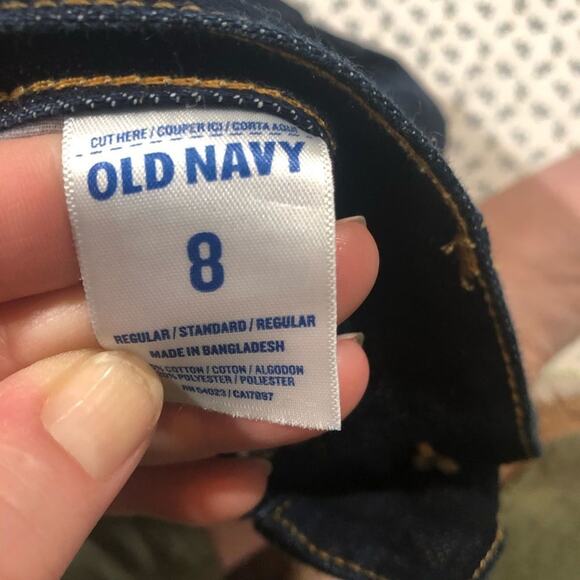 CUT HERE / COUPER ICI / CORTA AQUI
OLD NAVY
8
REGULAR / STANDARD / REGULAR
MADE IN BANGLADESH
% COTTON / COTON / ALGODON
20% POLYESTER / POLIESTER
RN 54023 / CA17897